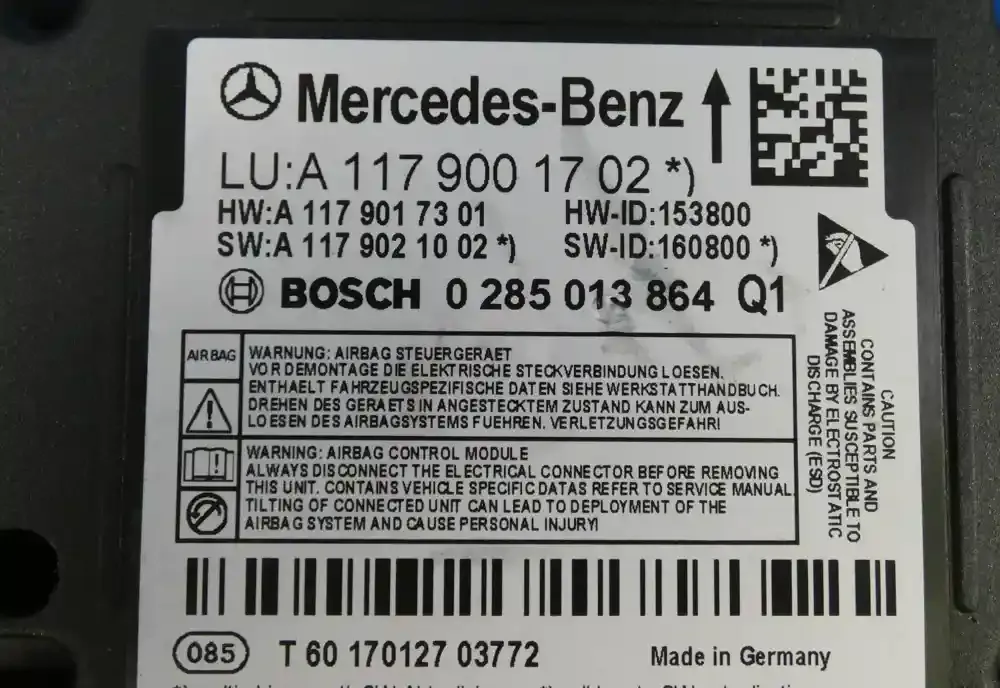 Mercedes-Benz
LU:A 117 900 17 02 *)
HW:A 117 901 73 01 HW-ID:153800
SW:A 117 902 10 02 *) SW-ID:160800 *)
BOSCH 0 285 013 864 Q1
AIRBAG
WARNUNG: AIRBAG STEUERGERAET
VOR DEMONTAGE DIE ELEKTRISCHE STECKVERBINDUNG LOESEN.
ENTHAELT FAHRZEUGSPEZIFISCHE DATEN SIEHE WERKSTATTHANDBUCH.
DREHEN DES GERAETS IN ANGESTECKTEM ZUSTAND KANN ZUM AUS-
LOESEN DES AIRBAGSYSTEMS FUEHREN. VERLETZUNGSGEFAHR!
WARNING: AIRBAG CONTROL MODULE
ALWAYS DISCONNECT THE ELECTRICAL CONNECTOR BEFORE REMOVING
THIS UNIT. CONTAINS VEHICLE SPECIFIC DATAS REFER TO SERVICE MANUAL.
TILTING OF CONNECTED UNIT CAN LEAD TO DEPLOYMENT OF THE
AIRBAG SYSTEM AND CAUSE PERSONAL INJURY!
CAUTION
CONTAINS PARTS AND
ASSEMBLIES SUSCEPTIBLE TO
DAMAGE BY ELECTROSTATIC
DISCHARGE (ESD)
085 T 60 170127 03772 Made in Germany